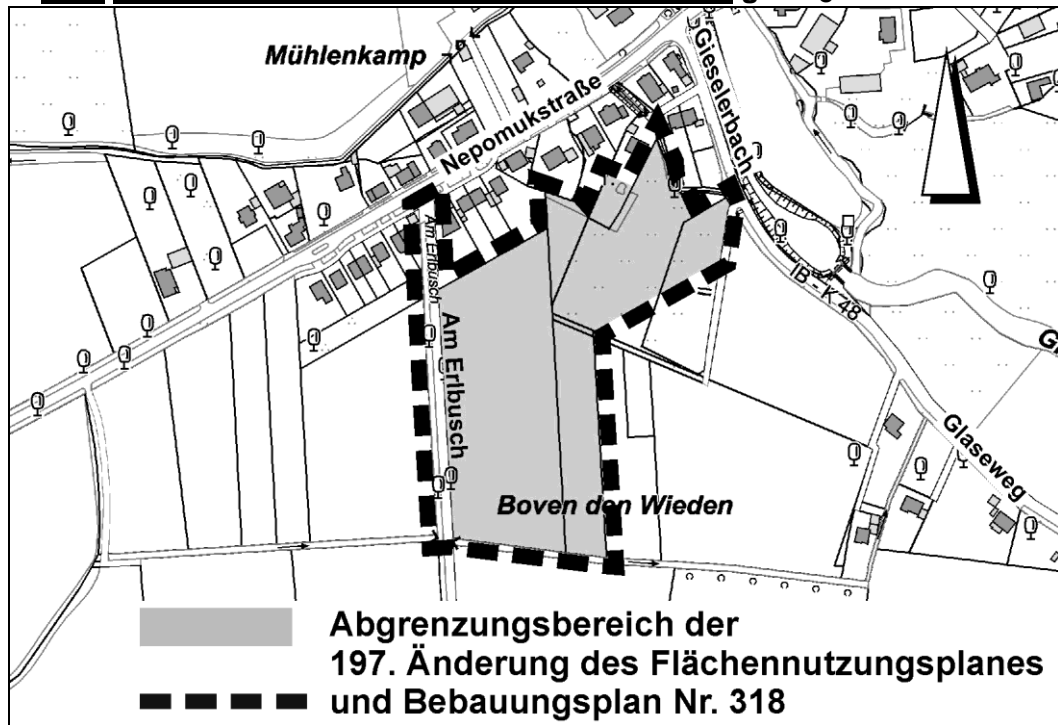 Mühlenkamp
Nepomukstraße
Gieselerbach
Am Erlbusch
Am Erlbusch
IB - K 48
Glaseweg
Boven den Wieden
Abgrenzungsbereich der
197. Änderung des Flächennutzungsplanes
und Bebauungsplan Nr. 318